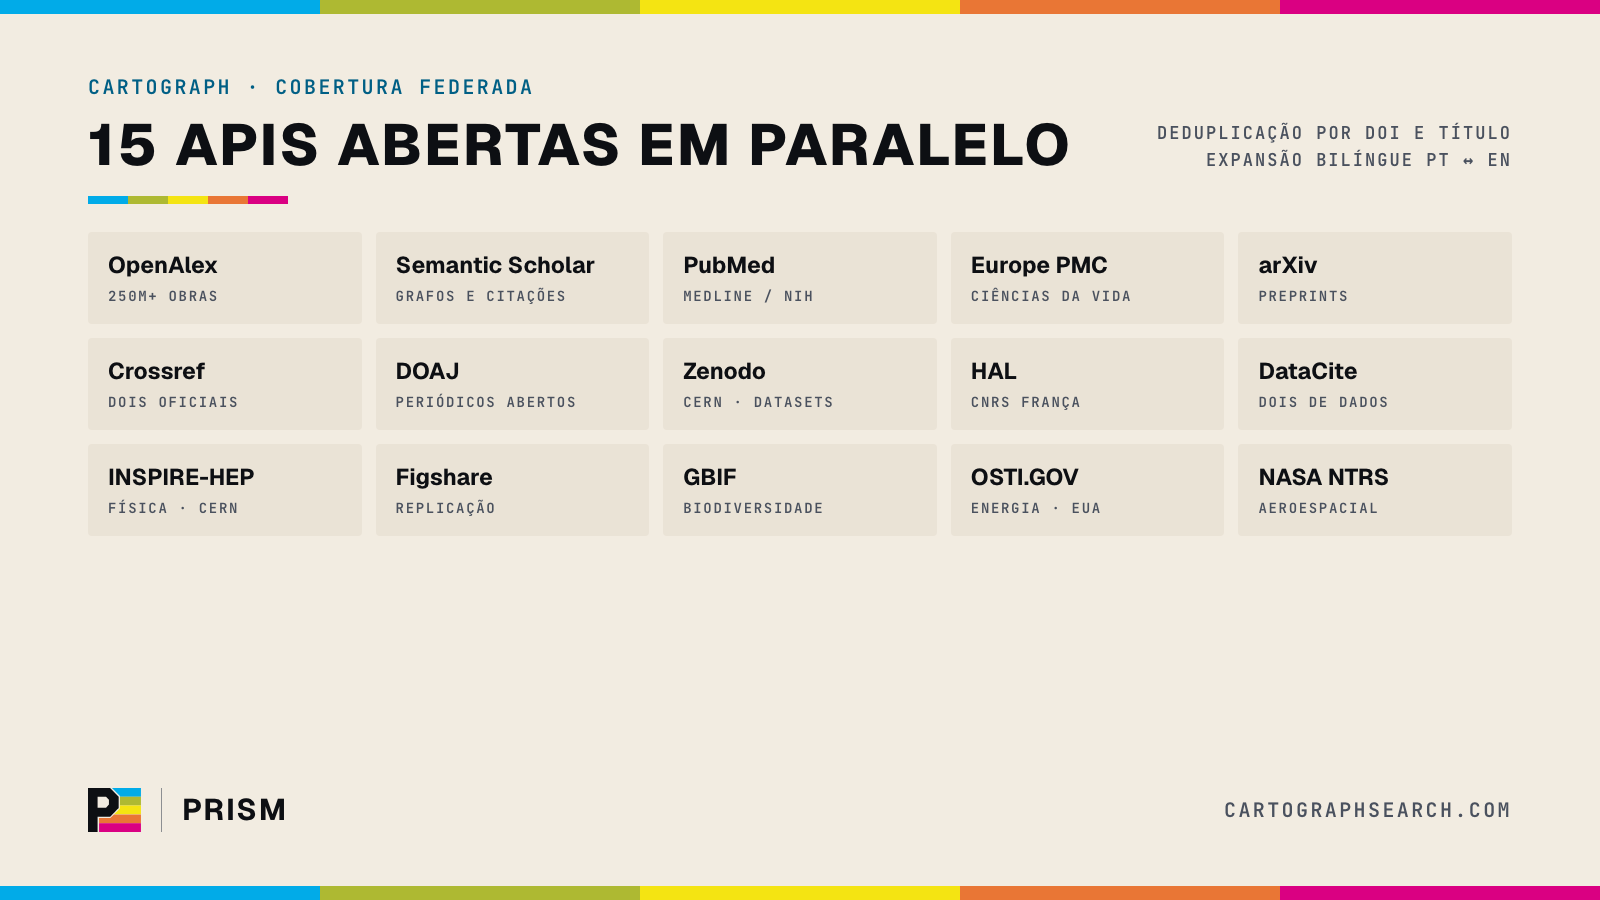 CARTOGRAPH · COBERTURA FEDERADA
15 APIS ABERTAS EM PARALELO
DEDUPLICAÇÃO POR DOI E TÍTULO
EXPANSÃO BILÍNGUE PT ↔ EN
OpenAlex
250M+ OBRAS
Semantic Scholar
GRAFOS E CITAÇÕES
PubMed
MEDLINE / NIH
Europe PMC
CIÊNCIAS DA VIDA
arXiv
PREPRINTS
Crossref
DOIS OFICIAIS
DOAJ
PERIÓDICOS ABERTOS
Zenodo
CERN · DATASETS
HAL
CNRS FRANÇA
DataCite
DOIS DE DADOS
INSPIRE-HEP
FÍSICA · CERN
Figshare
REPLICAÇÃO
GBIF
BIODIVERSIDADE
OSTI.GOV
ENERGIA · EUA
NASA NTRS
AEROESPACIAL
P
PRISM
CARTOGRAPHSEARCH.COM